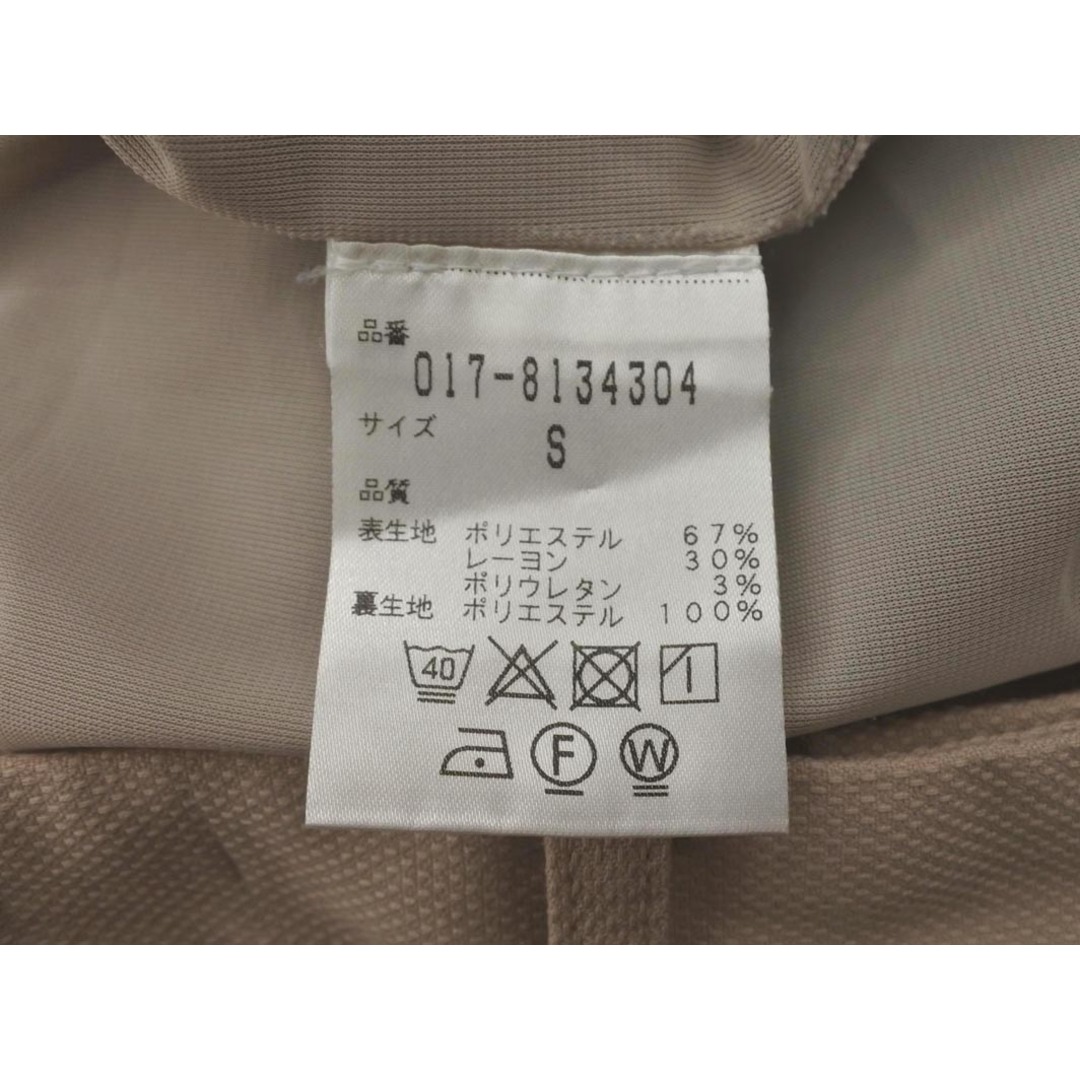 品番
017-8134304
サイズ
S
品質
表生地 ポリエステル 67%
レーヨン 30%
ポリウレタン 3%
裏生地 ポリエステル 100%
40
F W